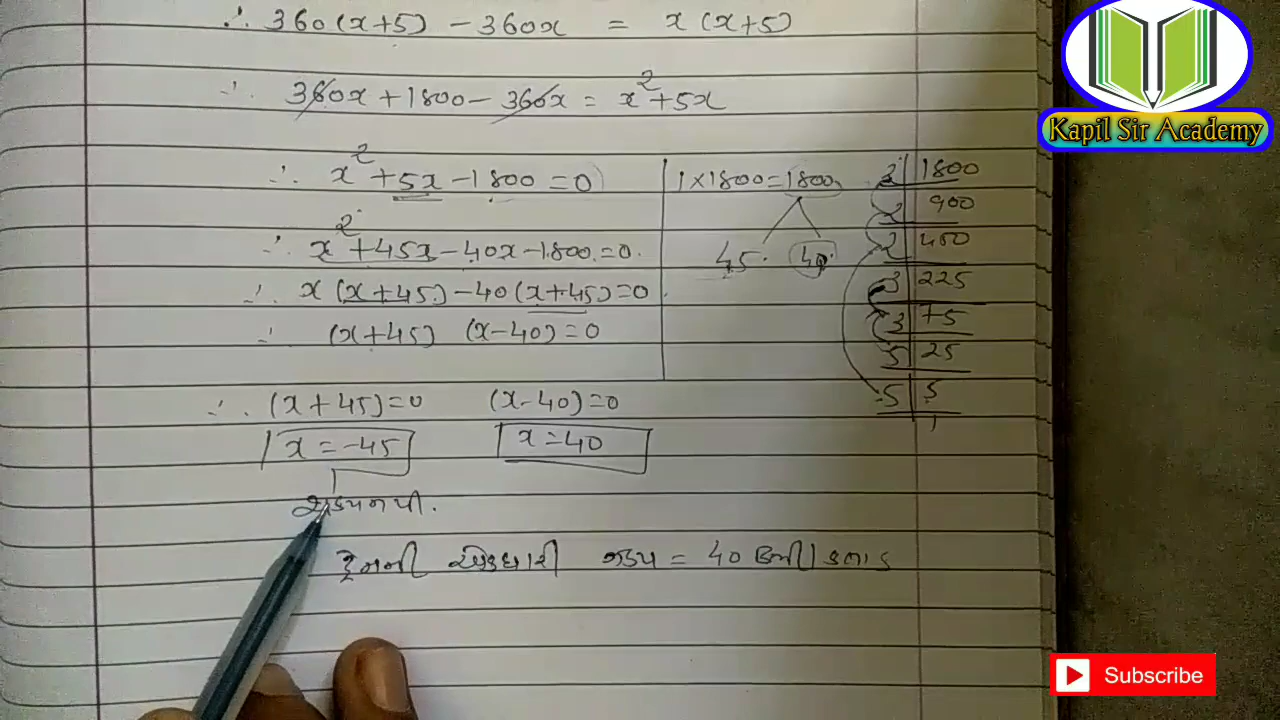 ∴ 360(x+5) - 360x = x(x+5)
∴ 360x + 1800 - 360x = x² + 5x
∴ x² + 5x - 1800 = 0
∴ x² + 45x - 40x - 1800 = 0
∴ x(x+45) - 40(x+45) = 0
∴ (x+45) (x-40) = 0
∴ (x+45) = 0 (x-40) = 0
x = -45 x = 40
શક્ય નથી.
ટ્રેનની એકધારી ઝડપ = 40 કિમી/કલાક
1×1800 = 1800
45 40
2 1800
2 900
2 450
3 225
3 75
5 25
5 5
1
Kapil Sir Academy
Subscribe